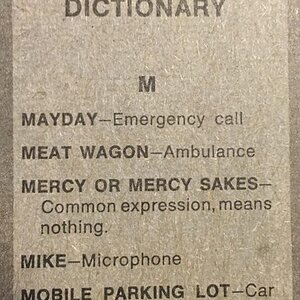 DICTIONARY
M
MAYDAY—Emergency call
MEAT WAGON—Ambulance
MERCY OR MERCY SAKES—
Common expression, means
nothing.
MIKE—Microphone
MOBILE PARKING LOT—Car